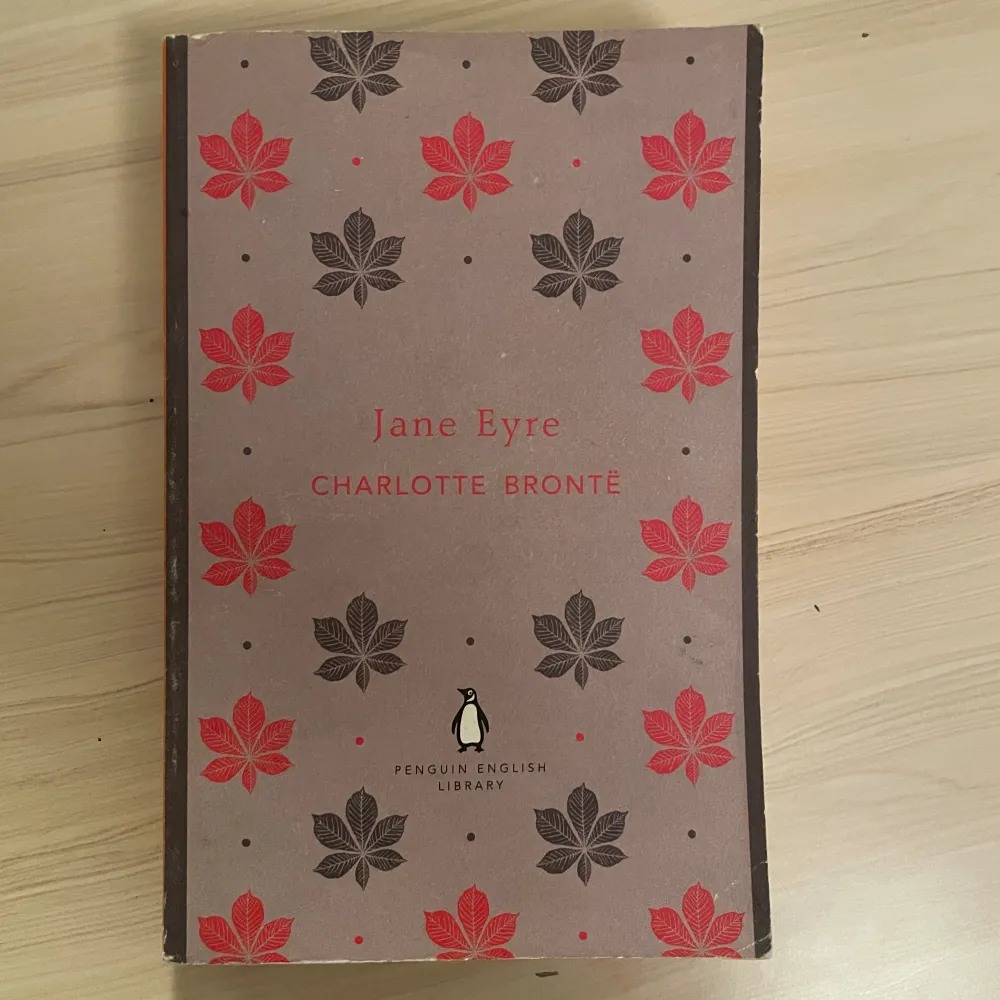 Jane Eyre
CHARLOTTE BRONTË
PENGUIN ENGLISH
LIBRARY